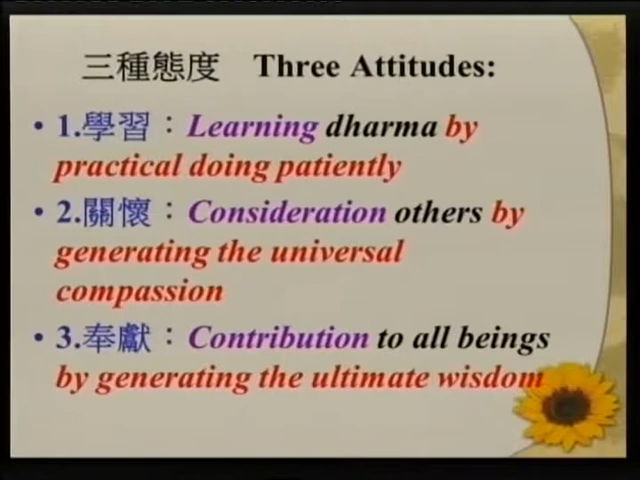 三種態度 Three Attitudes:
• 1.學習：Learning dharma by
practical doing patiently
• 2.關懷：Consideration others by
generating the universal
compassion
• 3.奉獻：Contribution to all beings
by generating the ultimate wisdom